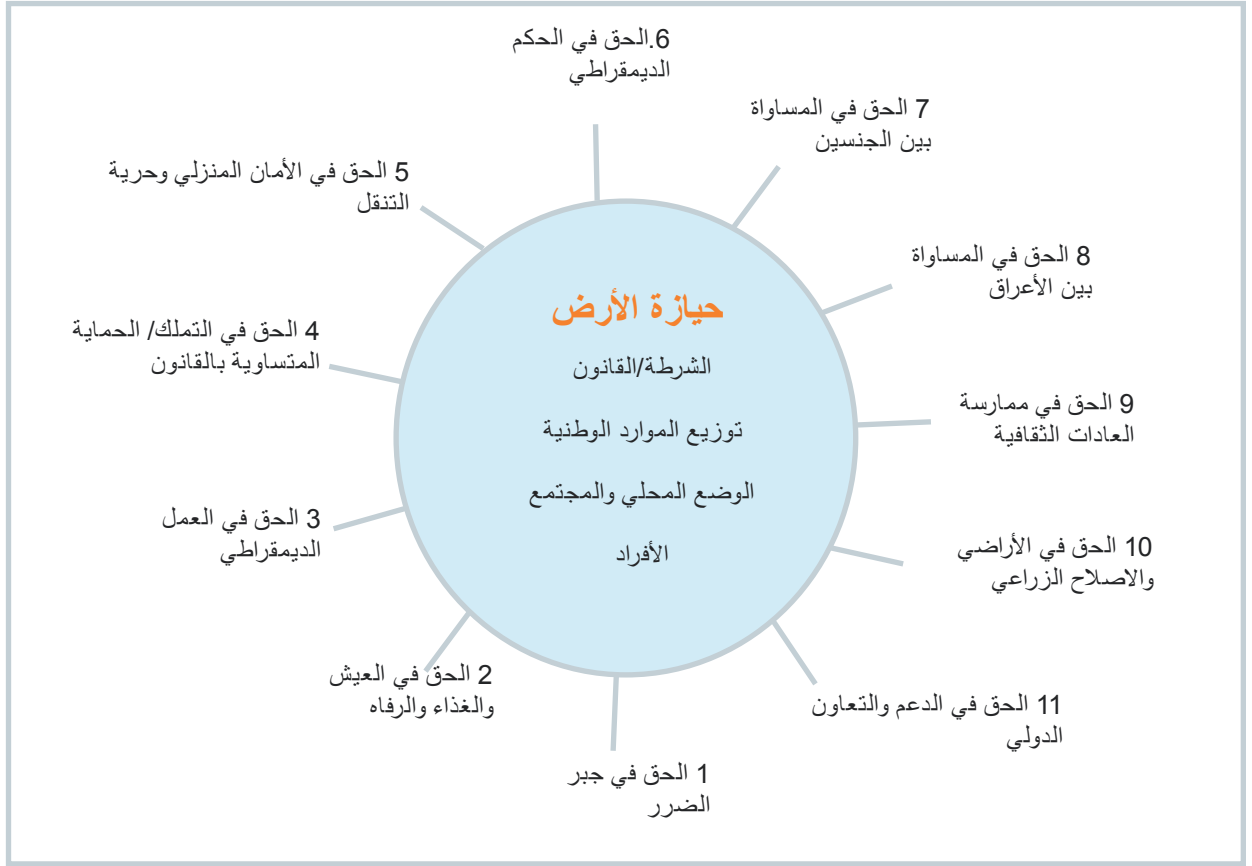 6.الحق في الحكم
الديمقراطي
7 الحق في المساواة
بين الجنسين
5 الحق في الأمان المنزلي وحرية
التنقل
8 الحق في المساواة
بين الأعراق
حيازة الأرض
4 الحق في التملك/ الحماية
المتساوية بالقانون
الشرطة/القانون
9 الحق في ممارسة
العادات الثقافية
توزيع الموارد الوطنية
الوضع المحلي والمجتمع
3 الحق في العمل
الديمقراطي
10 الحق في الأراضي
والاصلاح الزراعي
الأفراد
2 الحق في العيش
والغذاء والرفاه
11 الحق في الدعم والتعاون
الدولي
1 الحق في جبر
الضرر